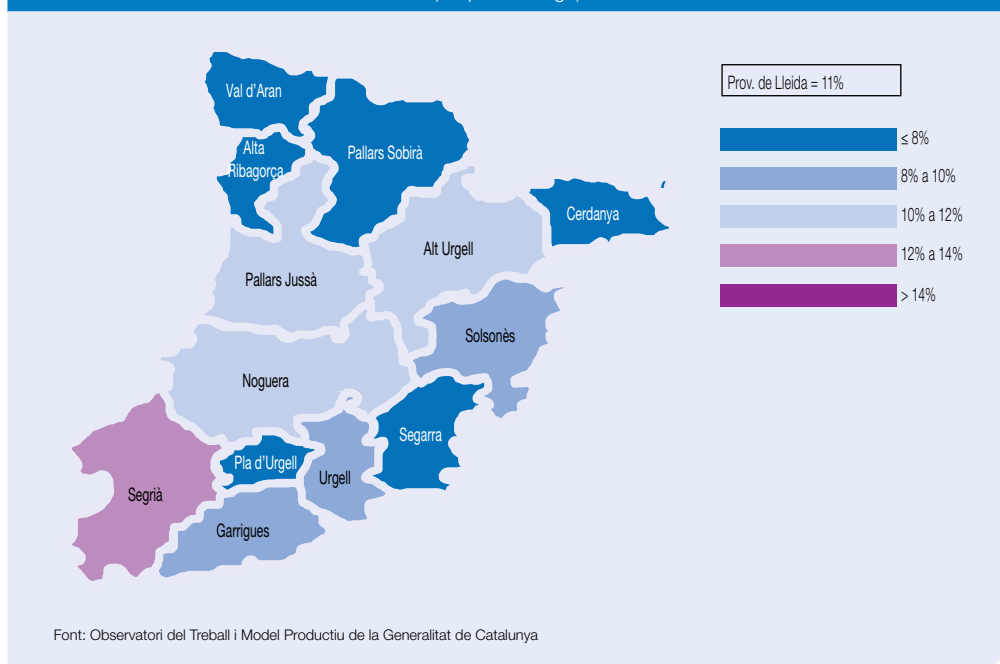 Val d'Aran
Alta
Ribagorça
Pallars Sobirà
Cerdanya
Alt Urgell
Pallars Jussà
Solsonès
Noguera
Segarra
Pla d'Urgell
Urgell
Segrià
Garrigues
Prov. de Lleida = 11%
≤ 8%
8% a 10%
10% a 12%
12% a 14%
> 14%
Font: Observatori del Treball i Model Productiu de la Generalitat de Catalunya